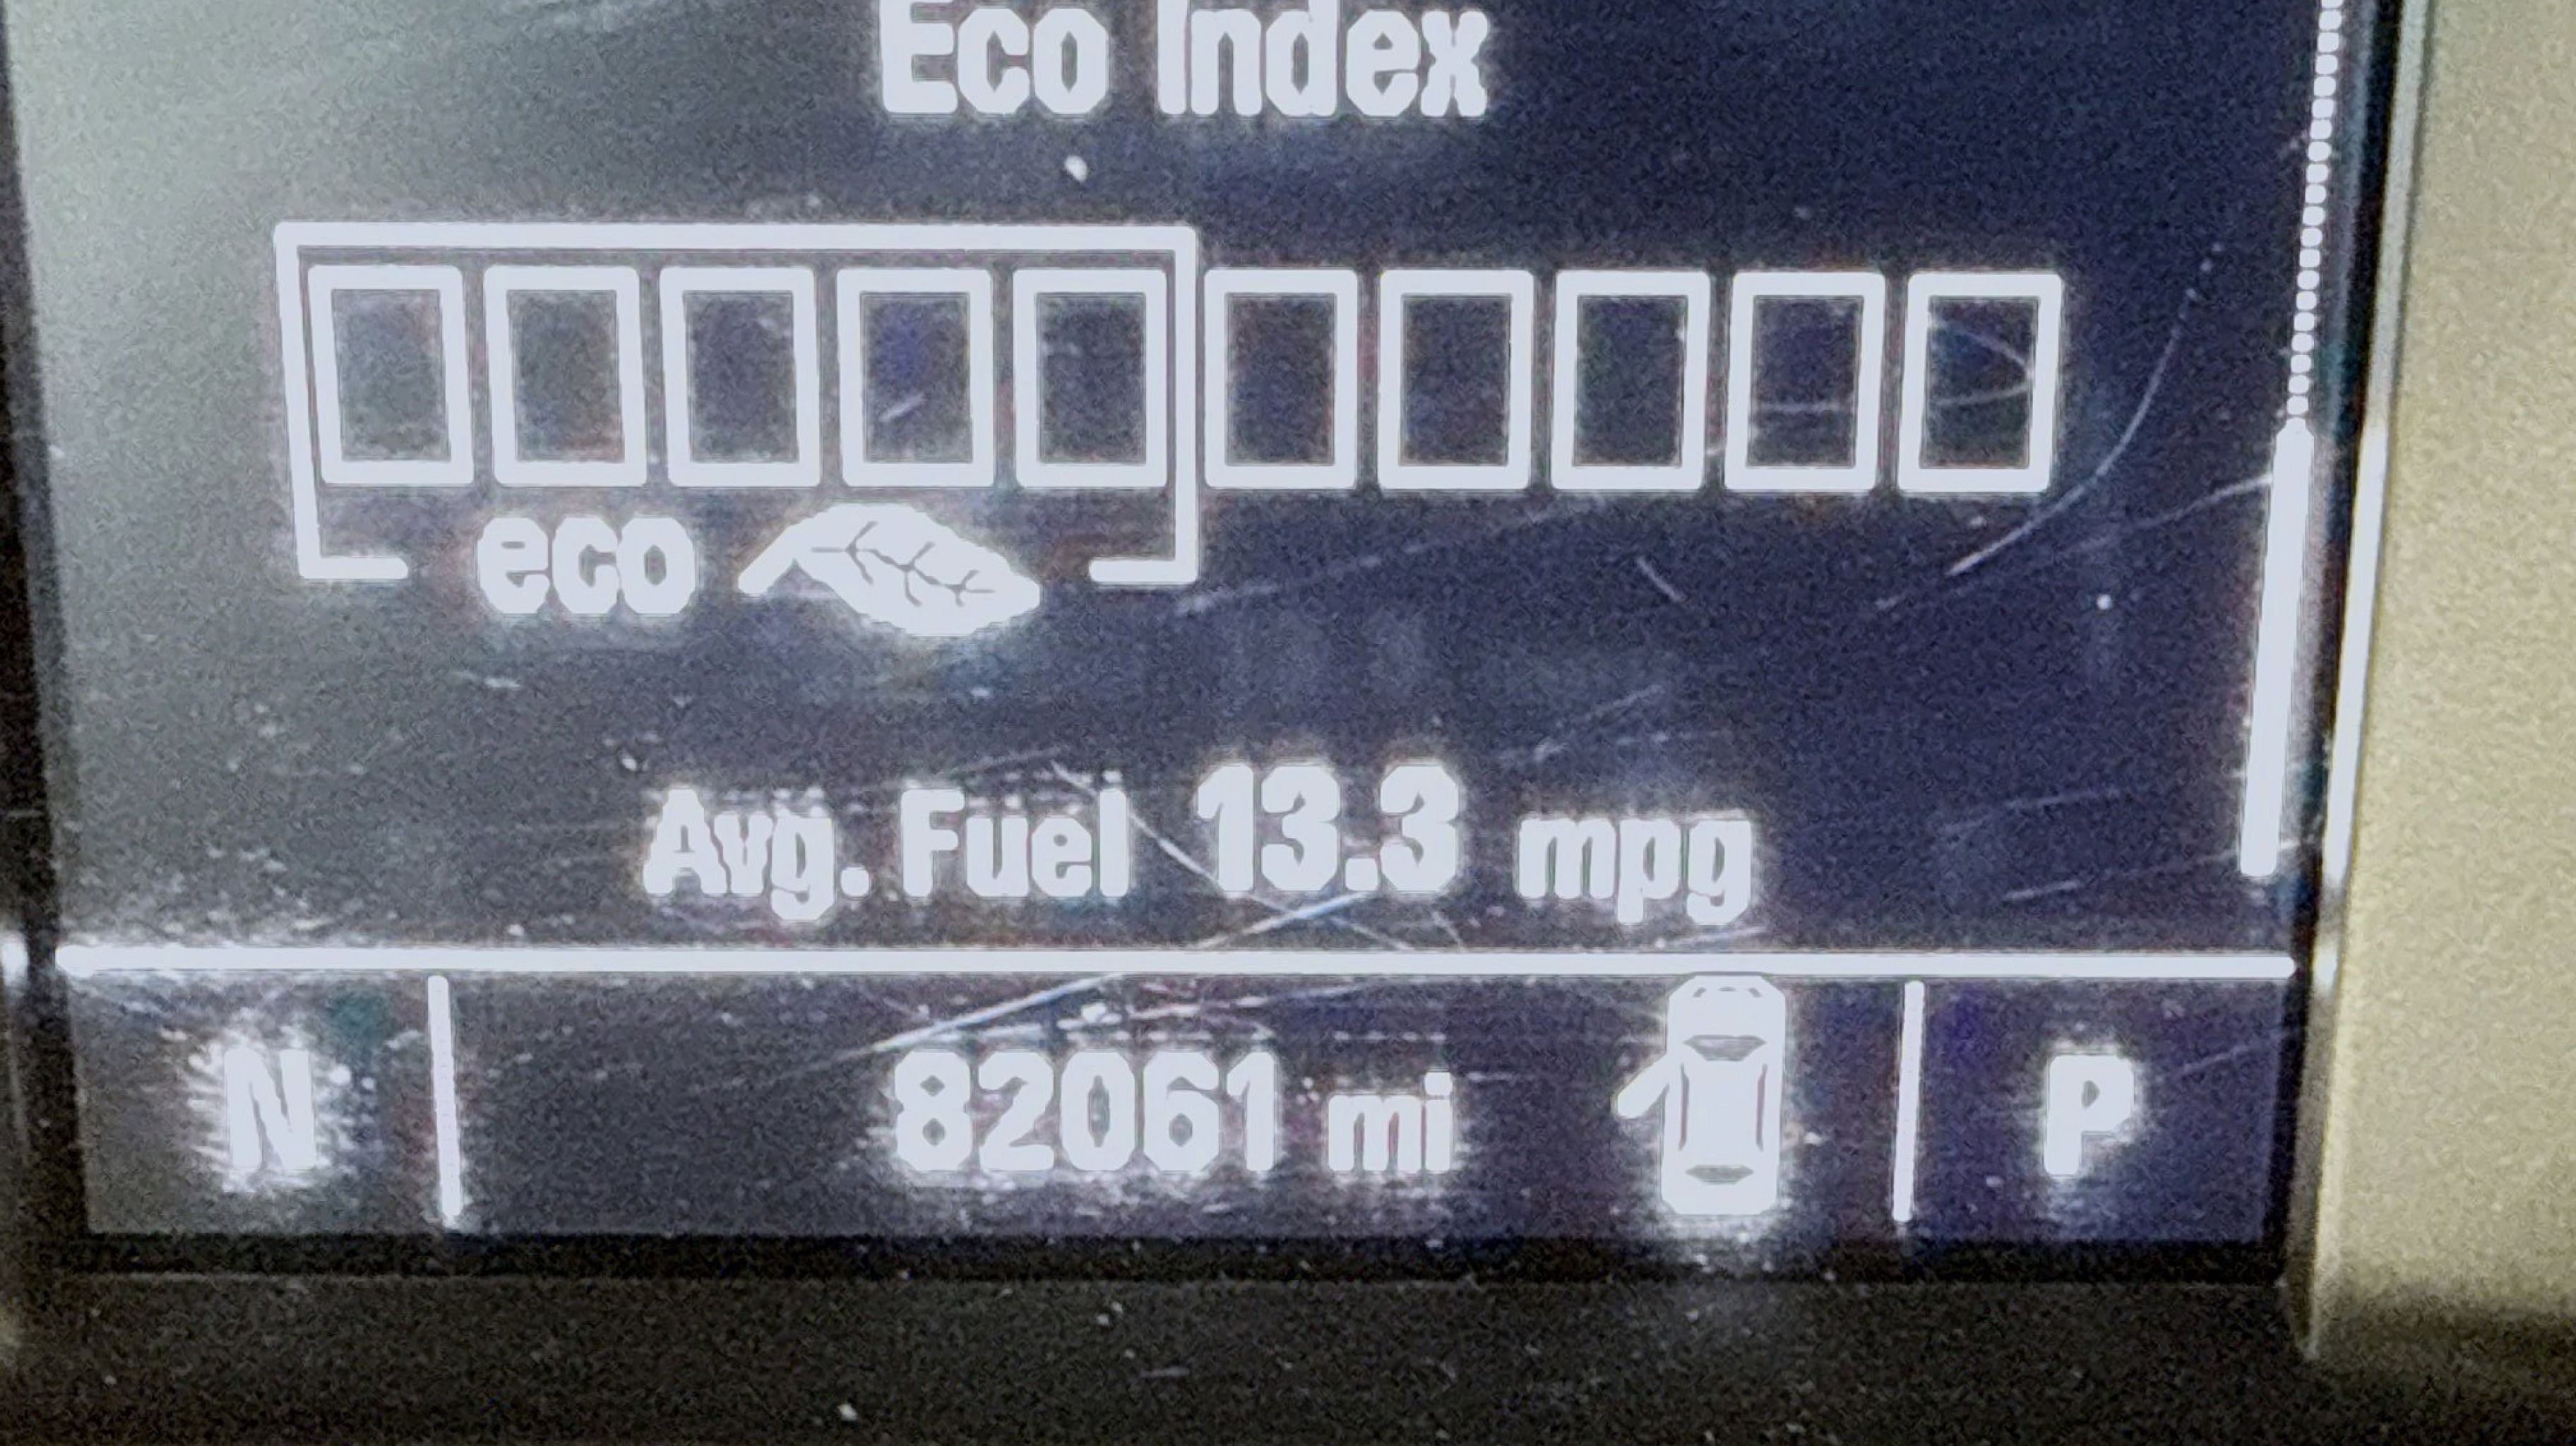 Eco Index
eco
Avg. Fuel 13.3 mpg
N 82061 mi P